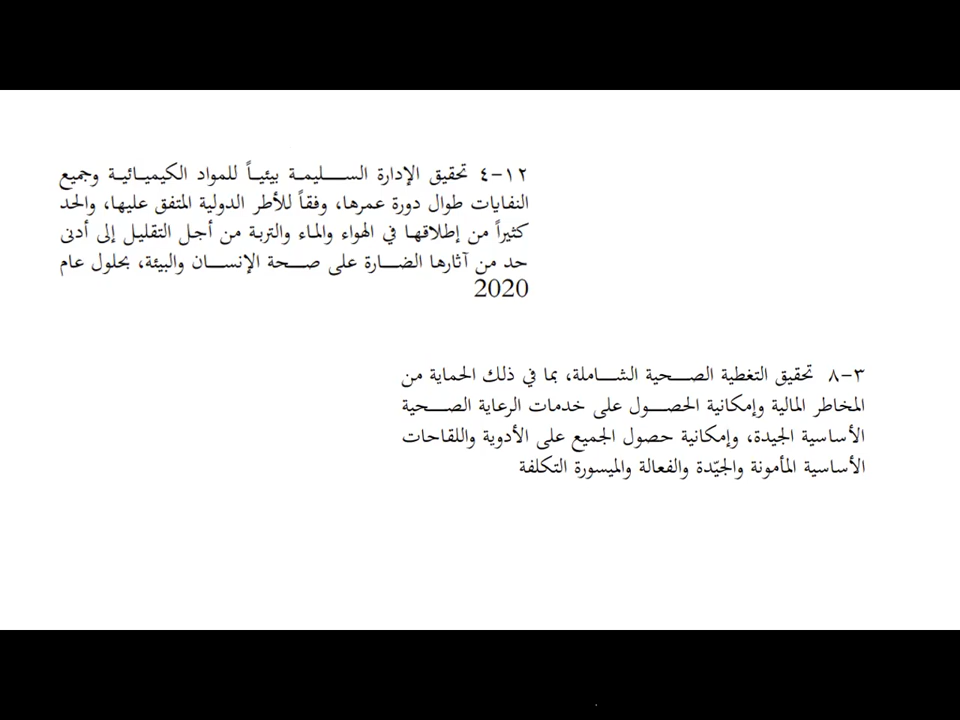 ١٢-٤ تحقيق الإدارة السليمة بيئياً للمواد الكيميائية وجميع
النفايات طوال دورة عمرها، وفقاً للأطر الدولية المتفق عليها، والحد
كثيراً من إطلاقها في الهواء والماء والتربة من أجل التقليل إلى أدنى
حد من آثارها الضارة على صحة الإنسان والبيئة، بحلول عام
2020
٣-٨ تحقيق التغطية الصحية الشاملة، بما في ذلك الحماية من
المخاطر المالية وإمكانية الحصول على خدمات الرعاية الصحية
الأساسية الجيدة، وإمكانية حصول الجميع على الأدوية واللقاحات
الأساسية المأمونة والجيّدة والفعالة والميسورة التكلفة